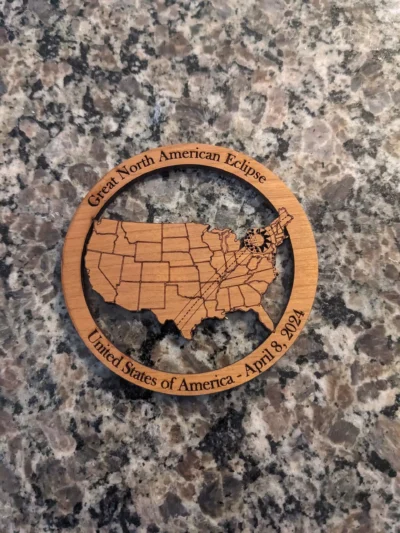 Great North American Eclipse
United States of America - April 8, 2024